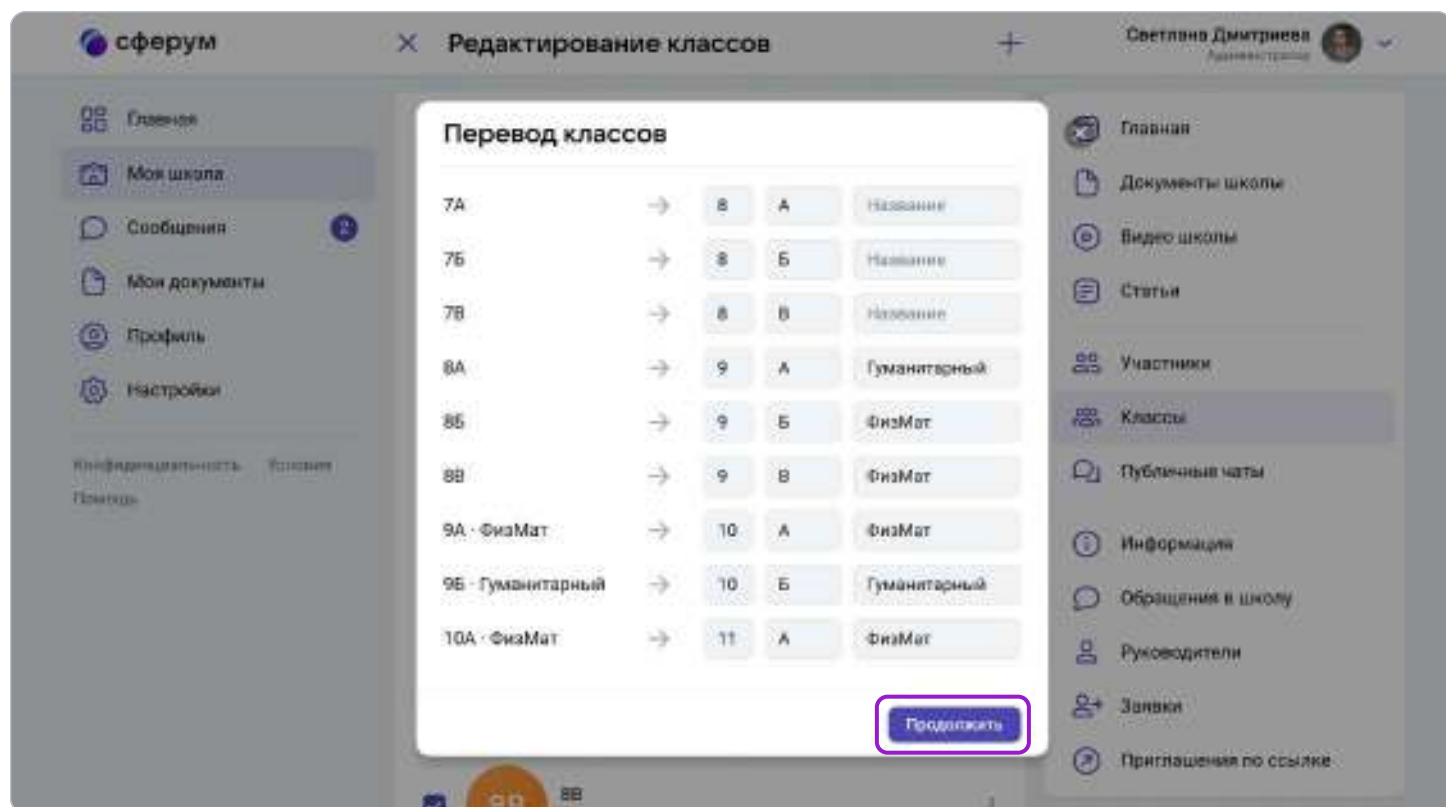 сферум
Редактирование классов
Светлана Дмитриева
Администратор
Главная
Моя школа
Сообщения 2
Мои документы
Профиль
Настройки
Конфиденциальность Условия
Помощь
Перевод классов
7А → 8 А Название
7Б → 8 Б Название
7В → 8 В Название
8А → 9 А Гуманитарный
8Б → 9 Б ФизМат
8В → 9 В ФизМат
9А · ФизМат → 10 А ФизМат
9Б · Гуманитарный → 10 Б Гуманитарный
10А · ФизМат → 11 А ФизМат
Продолжить
8В
8В
Главная
Документы школы
Видео школы
Статьи
Участники
Классы
Публичные чаты
Информация
Обращения в школу
Руководители
Заявки
Приглашения по ссылке